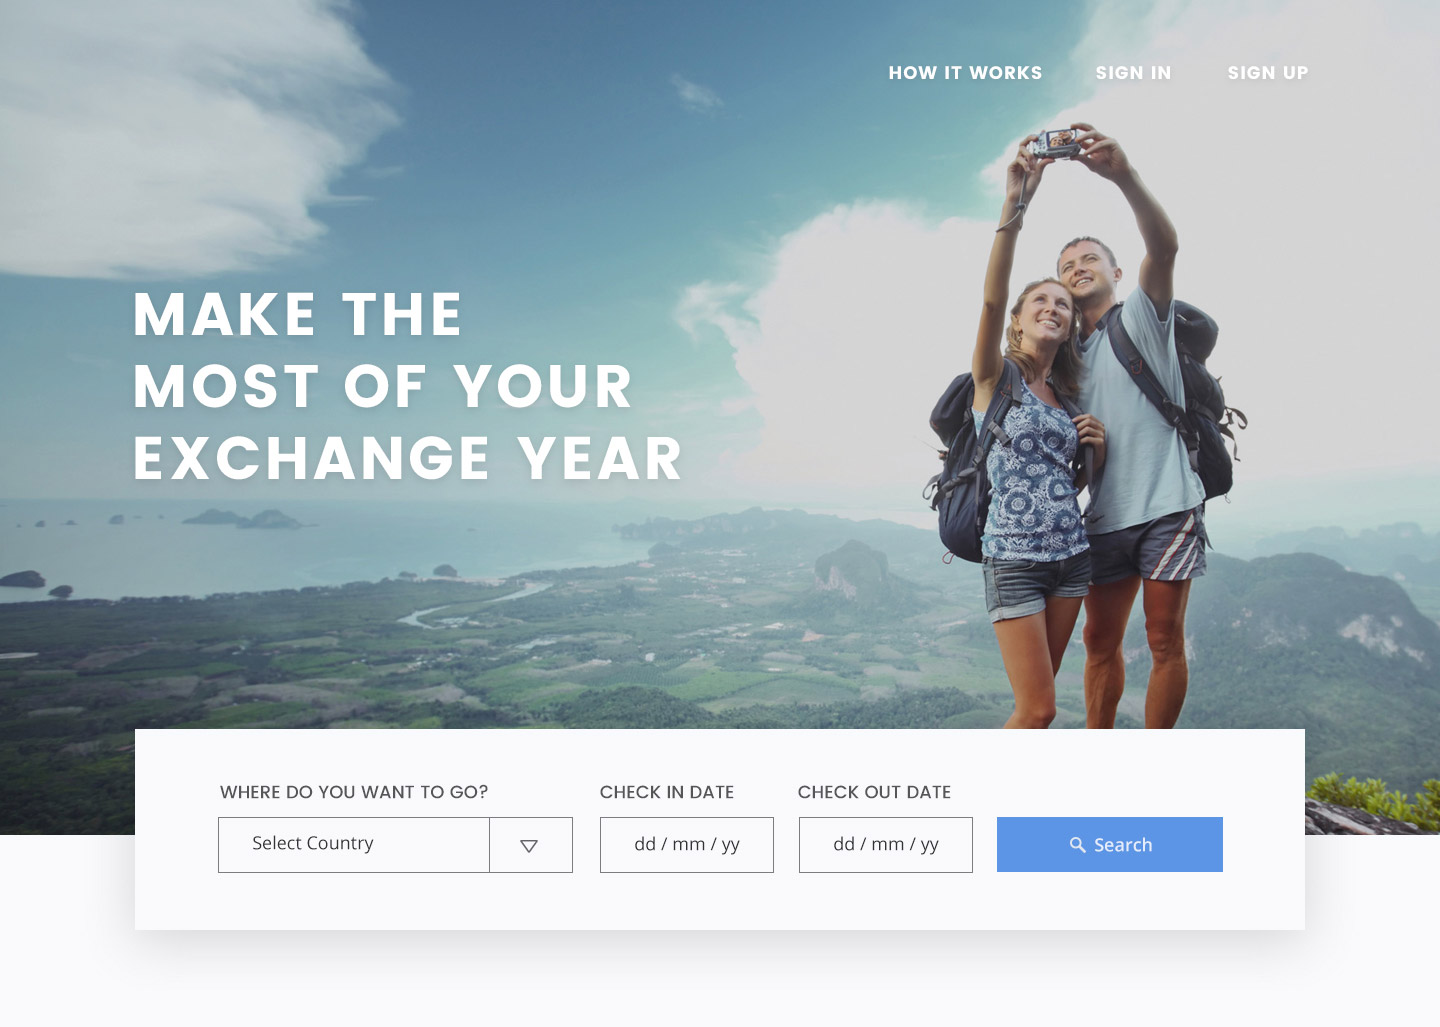 HOW IT WORKS SIGN IN SIGN UP
MAKE THE
MOST OF YOUR
EXCHANGE YEAR
WHERE DO YOU WANT TO GO? CHECK IN DATE CHECK OUT DATE
Select Country dd / mm / yy dd / mm / yy Search